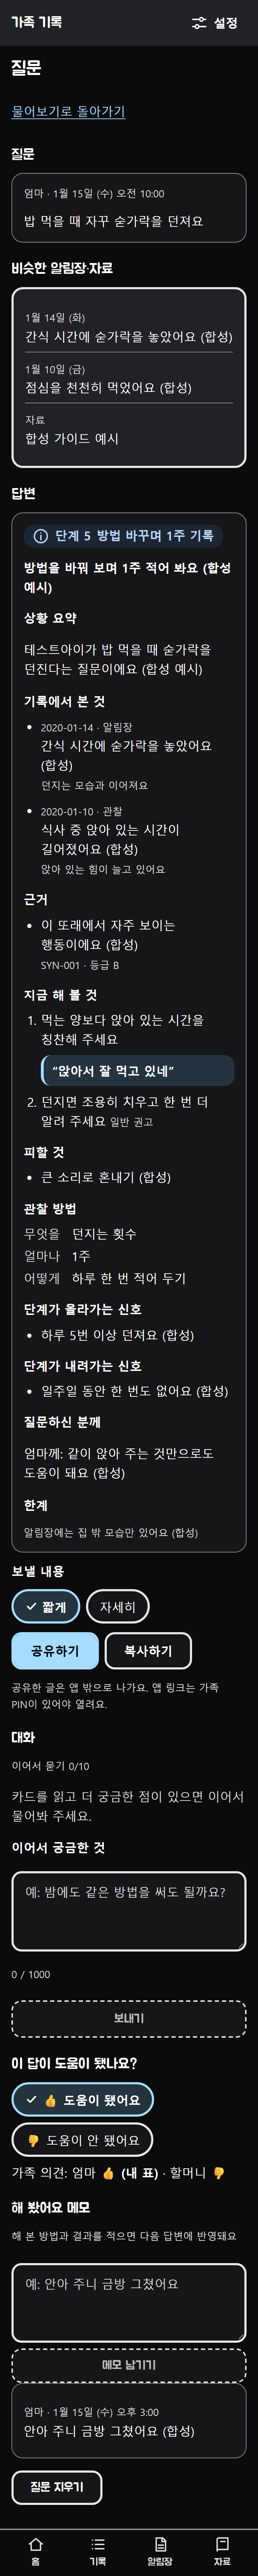 가족 기록
설정
질문
물어보기로 돌아가기
질문
엄마 · 1월 15일 (수) 오전 10:00
밥 먹을 때 자꾸 숟가락을 던져요
비슷한 알림장·자료
1월 14일 (화)
간식 시간에 숟가락을 놓았어요 (합성)
1월 10일 (금)
점심을 천천히 먹었어요 (합성)
자료
합성 가이드 예시
답변
단계 5 방법 바꾸며 1주 기록
방법을 바꿔 보며 1주 적어 봐요 (합성
예시)
상황 요약
테스트아이가 밥 먹을 때 숟가락을
던진다는 질문이에요 (합성 예시)
기록에서 본 것
• 2020-01-14 · 알림장
간식 시간에 숟가락을 놓았어요
(합성)
던지는 모습과 이어져요
• 2020-01-10 · 관찰
식사 중 앉아 있는 시간이
길어졌어요 (합성)
앉아 있는 힘이 늘고 있어요
근거
• 이 또래에서 자주 보이는
행동이에요 (합성)
SYN-001 · 등급 B
지금 해 볼 것
1. 먹는 양보다 앉아 있는 시간을
칭찬해 주세요
“앉아서 잘 먹고 있네”
2. 던지면 조용히 치우고 한 번 더
알려 주세요 일반 권고
피할 것
• 큰 소리로 혼내기 (합성)
관찰 방법
무엇을 던지는 횟수
얼마나 1주
어떻게 하루 한 번 적어 두기
단계가 올라가는 신호
• 하루 5번 이상 던져요 (합성)
단계가 내려가는 신호
• 일주일 동안 한 번도 없어요 (합성)
질문하신 분께
엄마께: 같이 앉아 주는 것만으로도
도움이 돼요 (합성)
한계
알림장에는 집 밖 모습만 있어요 (합성)
보낼 내용
짧게
자세히
공유하기
복사하기
공유한 글은 앱 밖으로 나가요. 앱 링크는 가족
PIN이 있어야 열려요.
대화
이어서 묻기 0/10
카드를 읽고 더 궁금한 점이 있으면 이어서
물어봐 주세요.
이어서 궁금한 것
예: 밤에도 같은 방법을 써도 될까요?
0 / 1000
보내기
이 답이 도움이 됐나요?
👍 도움이 됐어요
👎 도움이 안 됐어요
가족 의견: 엄마 👍 (내 표) · 할머니 👎
해 봤어요 메모
해 본 방법과 결과를 적으면 다음 답변에 반영돼요
예: 안아 주니 금방 그쳤어요
메모 남기기
엄마 · 1월 15일 (수) 오후 3:00
안아 주니 금방 그쳤어요 (합성)
질문 지우기
홈
기록
알림장
자료